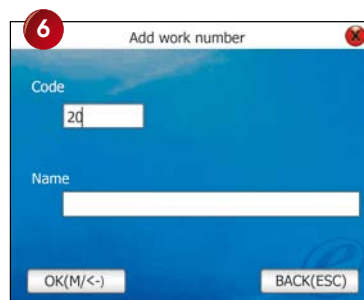 6
Add work number
X
Code
20
Name
OK(M/<-)
BACK(ESC)